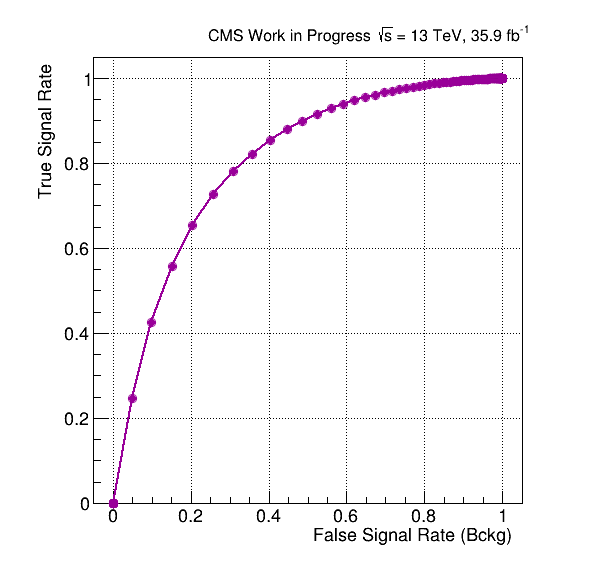 CMS Work in Progress √s = 13 TeV, 35.9 fb⁻¹
True Signal Rate
1
0.8
0.6
0.4
0.2
0
0 0.2 0.4 0.6 0.8 1
False Signal Rate (Bckg)